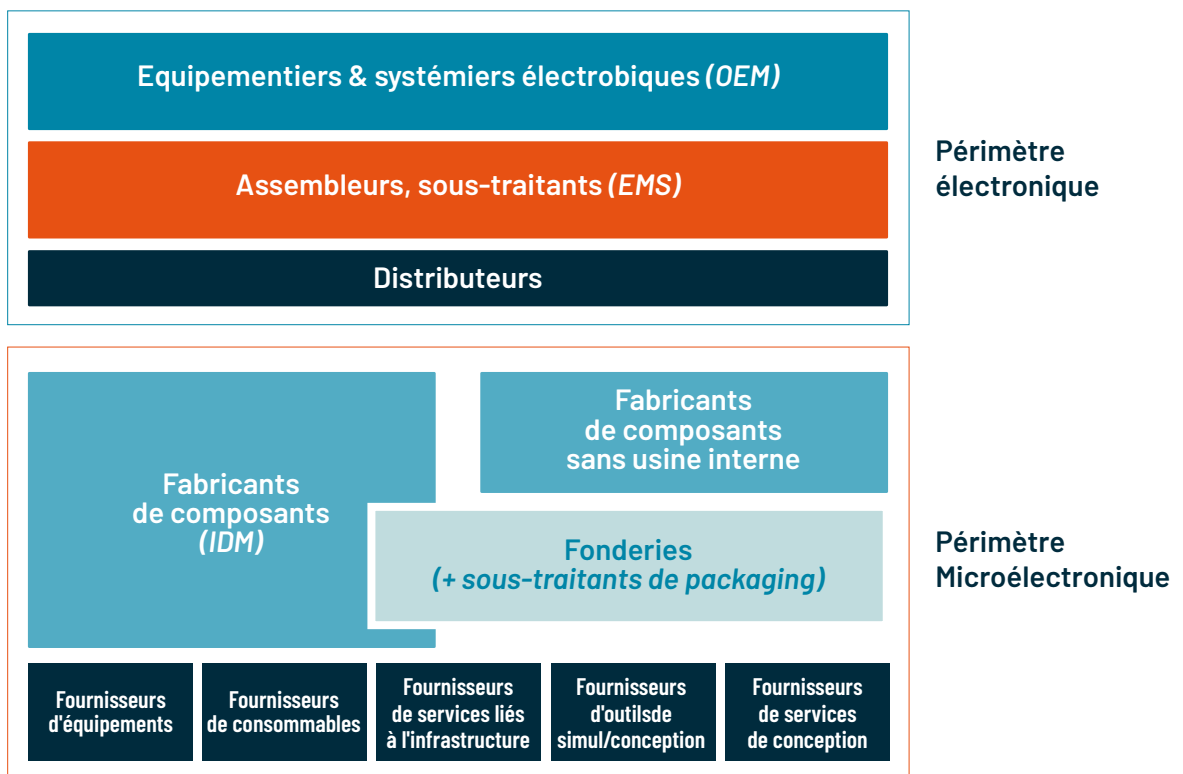 Equipementiers & systémiers électrobiques (OEM)
Assembleurs, sous-traitants (EMS)
Distributeurs
Périmètre
électronique
Fabricants
de composants
(IDM)
Fabricants
de composants
sans usine interne
Fonderies
(+ sous-traitants de packaging)
Périmètre
Microélectronique
Fournisseurs
d'équipements
Fournisseurs
de consommables
Fournisseurs
de services liés
à l'infrastructure
Fournisseurs
d'outilsde
simul/conception
Fournisseurs
de services
de conception